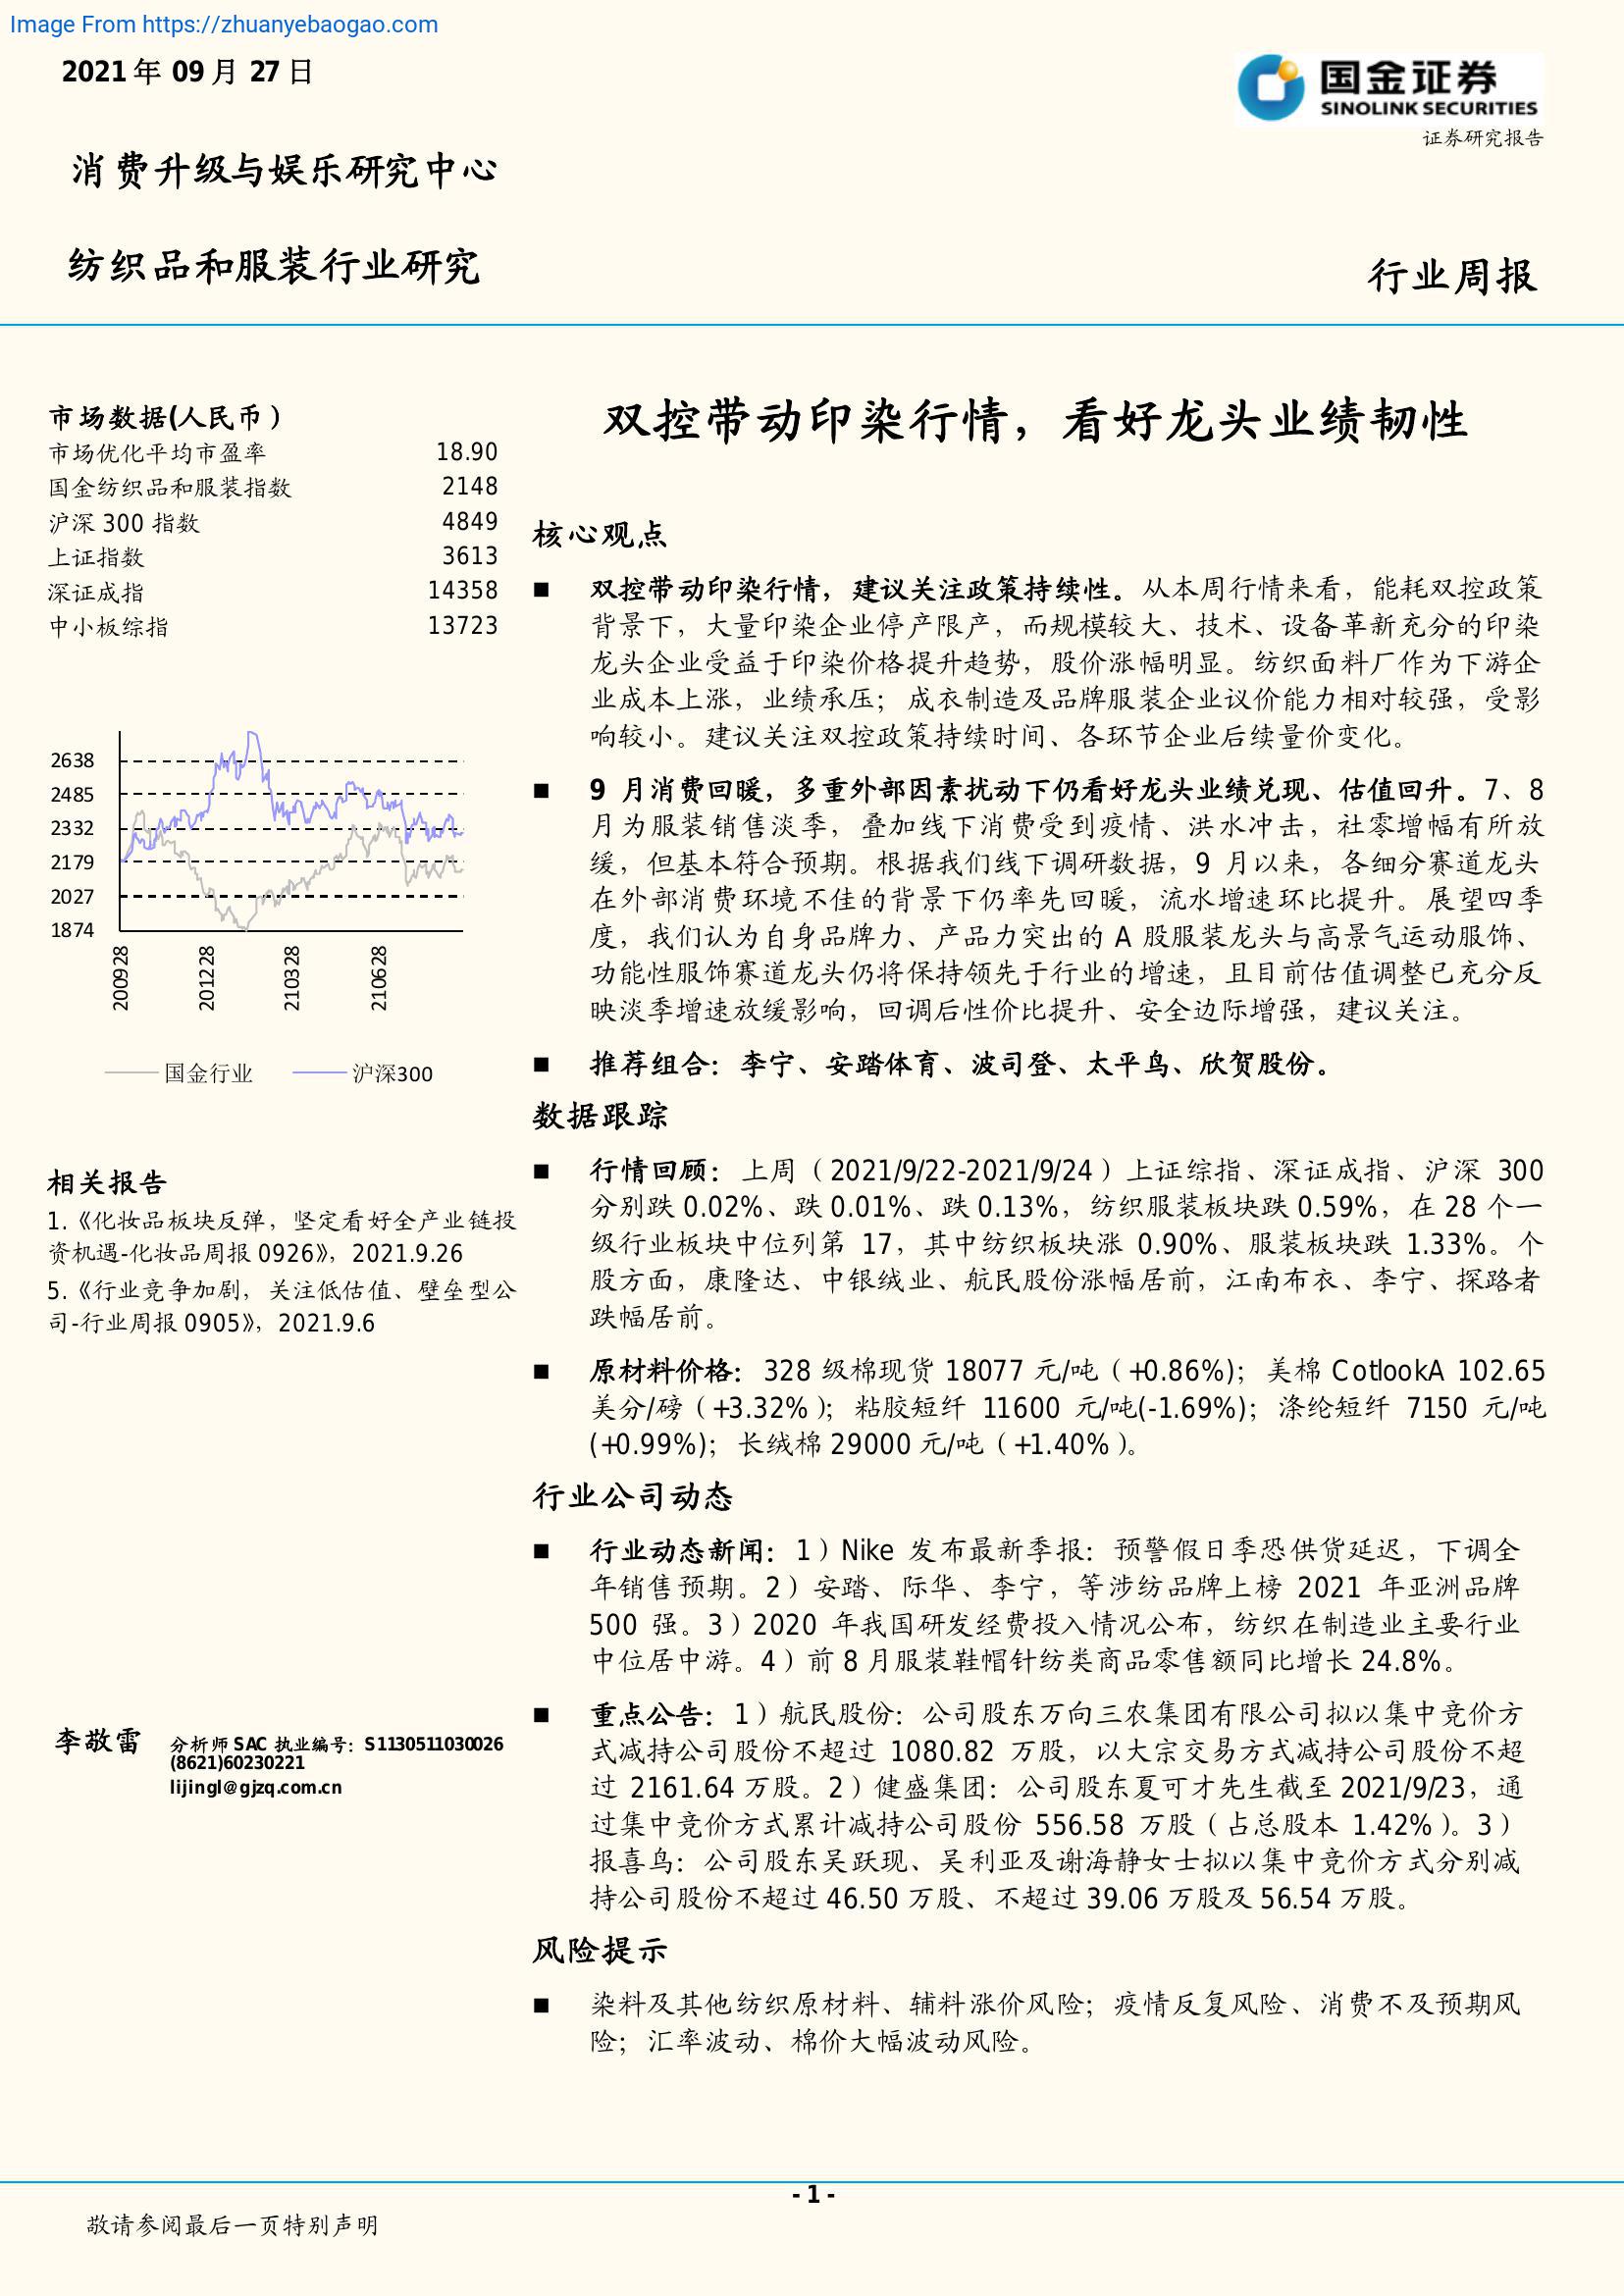 Image From https://zhuanyebaogao.com
2021 年 09 月 27 日
国金证券
SINOLINK SECURITIES
证券研究报告
消费升级与娱乐研究中心
纺织品和服装行业研究
行业周报
市场数据(人民币）
市场优化平均市盈率 18.90
国金纺织品和服装指数 2148
沪深 300 指数 4849
上证指数 3613
深证成指 14358
中小板综指 13723
2638
2485
2332
2179
2027
1874
200928
201228
210328
210628
国金行业 沪深300
相关报告
1.《化妆品板块反弹，坚定看好全产业链投
资机遇-化妆品周报 0926》，2021.9.26
5.《行业竞争加剧，关注低估值、壁垒型公
司-行业周报 0905》，2021.9.6
李敬雷 分析师 SAC 执业编号：S1130511030026
(8621)60230221
lijingl@gjzq.com.cn
双控带动印染行情，看好龙头业绩韧性
核心观点
■ 双控带动印染行情，建议关注政策持续性。从本周行情来看，能耗双控政策
背景下，大量印染企业停产限产，而规模较大、技术、设备革新充分的印染
龙头企业受益于印染价格提升趋势，股价涨幅明显。纺织面料厂作为下游企
业成本上涨，业绩承压；成衣制造及品牌服装企业议价能力相对较强，受影
响较小。建议关注双控政策持续时间、各环节企业后续量价变化。
■ 9 月消费回暖，多重外部因素扰动下仍看好龙头业绩兑现、估值回升。7、8
月为服装销售淡季，叠加线下消费受到疫情、洪水冲击，社零增幅有所放
缓，但基本符合预期。根据我们线下调研数据，9 月以来，各细分赛道龙头
在外部消费环境不佳的背景下仍率先回暖，流水增速环比提升。展望四季
度，我们认为自身品牌力、产品力突出的 A 股服装龙头与高景气运动服饰、
功能性服饰赛道龙头仍将保持领先于行业的增速，且目前估值调整已充分反
映淡季增速放缓影响，回调后性价比提升、安全边际增强，建议关注。
■ 推荐组合：李宁、安踏体育、波司登、太平鸟、欣贺股份。
数据跟踪
■ 行情回顾：上周（2021/9/22-2021/9/24）上证综指、深证成指、沪深 300
分别跌 0.02%、跌 0.01%、跌 0.13%，纺织服装板块跌 0.59%，在 28 个一
级行业板块中位列第 17，其中纺织板块涨 0.90%、服装板块跌 1.33%。个
股方面，康隆达、中银绒业、航民股份涨幅居前，江南布衣、李宁、探路者
跌幅居前。
■ 原材料价格：328 级棉现货 18077 元/吨（+0.86%)；美棉 CotlookA 102.65
美分/磅（+3.32%）；粘胶短纤 11600 元/吨(-1.69%)；涤纶短纤 7150 元/吨
(+0.99%)；长绒棉 29000 元/吨（+1.40%）。
行业公司动态
■ 行业动态新闻：1）Nike 发布最新季报：预警假日季恐供货延迟，下调全
年销售预期。2）安踏、际华、李宁，等涉纺品牌上榜 2021 年亚洲品牌
500 强。3）2020 年我国研发经费投入情况公布，纺织在制造业主要行业
中位居中游。4）前 8 月服装鞋帽针纺类商品零售额同比增长 24.8%。
■ 重点公告：1）航民股份：公司股东万向三农集团有限公司拟以集中竞价方
式减持公司股份不超过 1080.82 万股，以大宗交易方式减持公司股份不超
过 2161.64 万股。2）健盛集团：公司股东夏可才先生截至 2021/9/23，通
过集中竞价方式累计减持公司股份 556.58 万股（占总股本 1.42%）。3）
报喜鸟：公司股东吴跃现、吴利亚及谢海静女士拟以集中竞价方式分别减
持公司股份不超过 46.50 万股、不超过 39.06 万股及 56.54 万股。
风险提示
■ 染料及其他纺织原材料、辅料涨价风险；疫情反复风险、消费不及预期风
险；汇率波动、棉价大幅波动风险。
- 1 -
敬请参阅最后一页特别声明